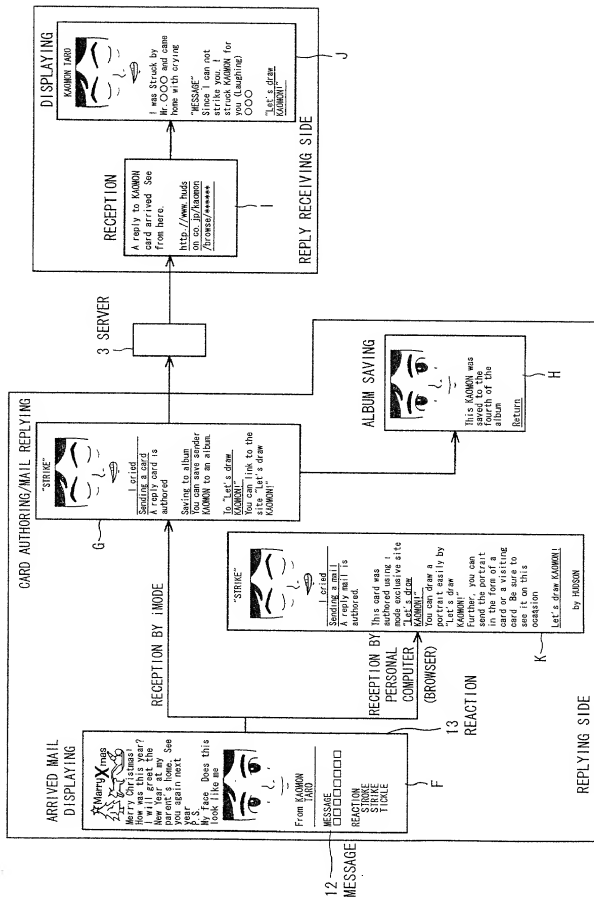 REPLYING SIDE
ARRIVED MAIL
DISPLAYING
MarryXmas
Merry Christmas!
How was this year?
I will greet the
New Year at my
parent's home. See
you again next
year
P.S.
My face Does this
look like me
From KAOMON
TARO
MESSAGE
□□□□□□□□
REACTION
STROKE
STRIKE
TICKLE
12
MESSAGE
13
REACTION
F
RECEPTION BY IMODE
RECEPTION BY
PERSONAL
COMPUTER
(BROWSER)
CARD AUTHORING/MAIL REPLYING
"STRIKE"
I cried
Sending a card
A reply card is
authored
Saving to album
You can save sender
KAOMON to an album.
To "Let's draw
KAOMON!"
You can link to the
site "Let's draw
KAOMON!"
G
"STRIKE"
I cried
Sending a mail
A reply mail is
authored.
This card was
authored using i
mode exclusive site
"Let's draw
KAOMON!"
You can draw a
portrait easily by
"Let's draw
KAOMON!"
Further, you can
send the portrait
in the form of a
card or a visiting
card Be sure to
see it on this
ocassion
Let's draw KAOMON!
by HUDSON
K
ALBUM SAVING
This KAOMON was
saved to the
fourth of the
album
Return
H
3 SERVER
RECEPTION
A reply to KAOMON
card arrived See
from here.
http://www.huds
on co.jp/kaomon
/browse/******
I
DISPLAYING
KAOMON TARO
I was Struck by
Mr. OOO and came
home with crying
"MESSAGE"
Since I can not
strike you. I
struck KAOMON for
you (Laughing)
OOO
"Let's draw
KAOMON!"
J
REPLY RECEIVING SIDE